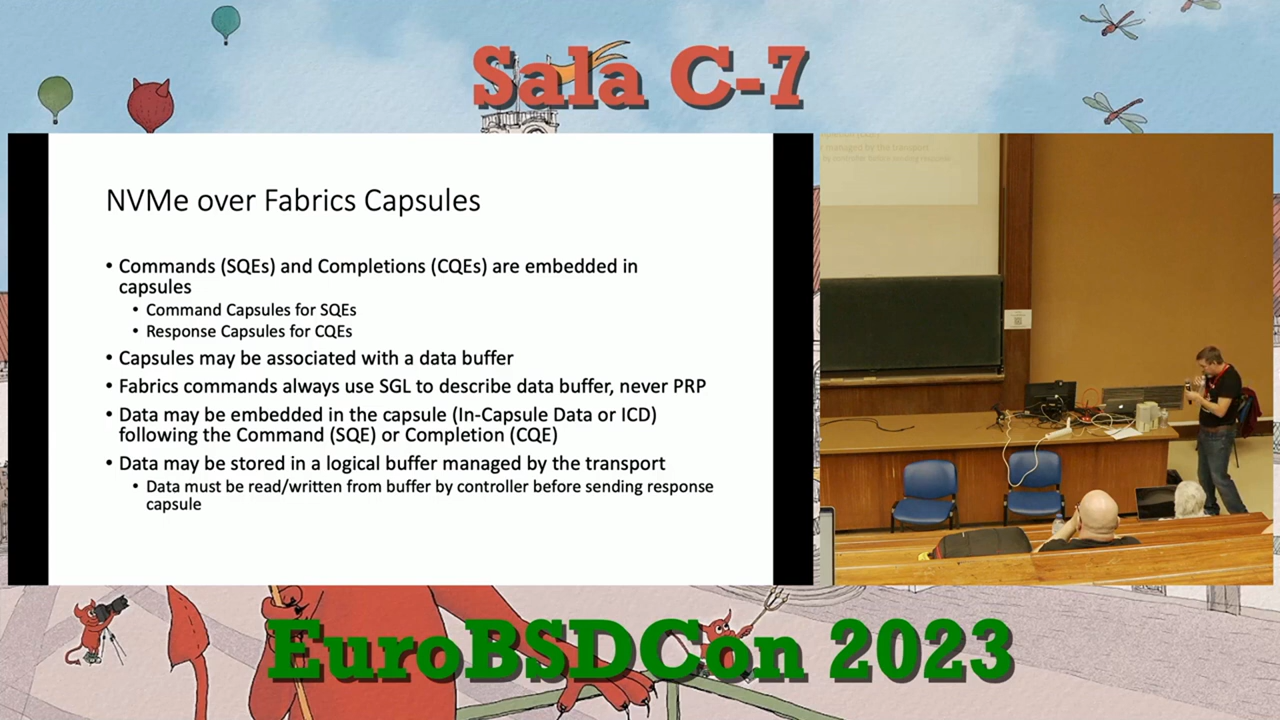 Sala C-7
NVMe over Fabrics Capsules
• Commands (SQEs) and Completions (CQEs) are embedded in
capsules
• Command Capsules for SQEs
• Response Capsules for CQEs
• Capsules may be associated with a data buffer
• Fabrics commands always use SGL to describe data buffer, never PRP
• Data may be embedded in the capsule (In-Capsule Data or ICD)
following the Command (SQE) or Completion (CQE)
• Data may be stored in a logical buffer managed by the transport
• Data must be read/written from buffer by controller before sending response
capsule
managed by the transport
EuroBSDCon 2023